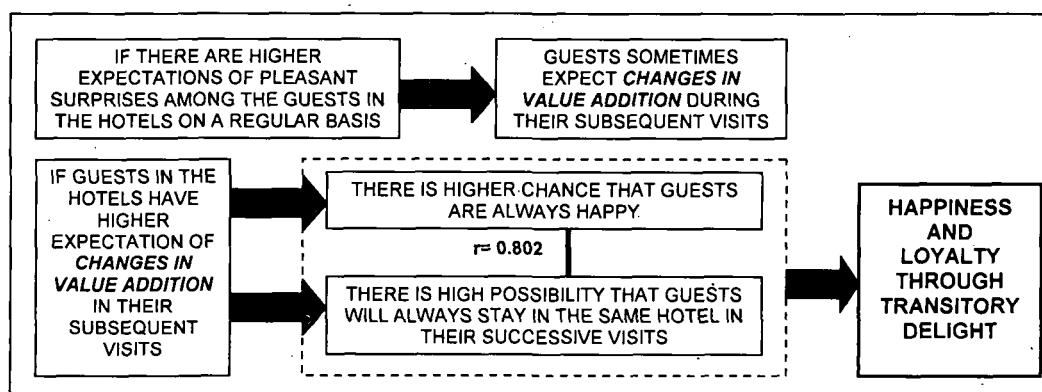 IF THERE ARE HIGHER
EXPECTATIONS OF PLEASANT
SURPRISES AMONG THE GUESTS IN
THE HOTELS ON A REGULAR BASIS
GUESTS SOMETIMES
EXPECT CHANGES IN
VALUE ADDITION DURING
THEIR SUBSEQUENT VISITS
IF GUESTS IN THE
HOTELS HAVE
HIGHER
EXPECTATION OF
CHANGES IN
VALUE ADDITION
IN THEIR
SUBSEQUENT
VISITS
THERE IS HIGHER CHANCE THAT GUESTS
ARE ALWAYS HAPPY
r= 0.802
THERE IS HIGH POSSIBILITY THAT GUESTS
WILL ALWAYS STAY IN THE SAME HOTEL IN
THEIR SUCCESSIVE VISITS
HAPPINESS
AND
LOYALTY
THROUGH
TRANSITORY
DELIGHT